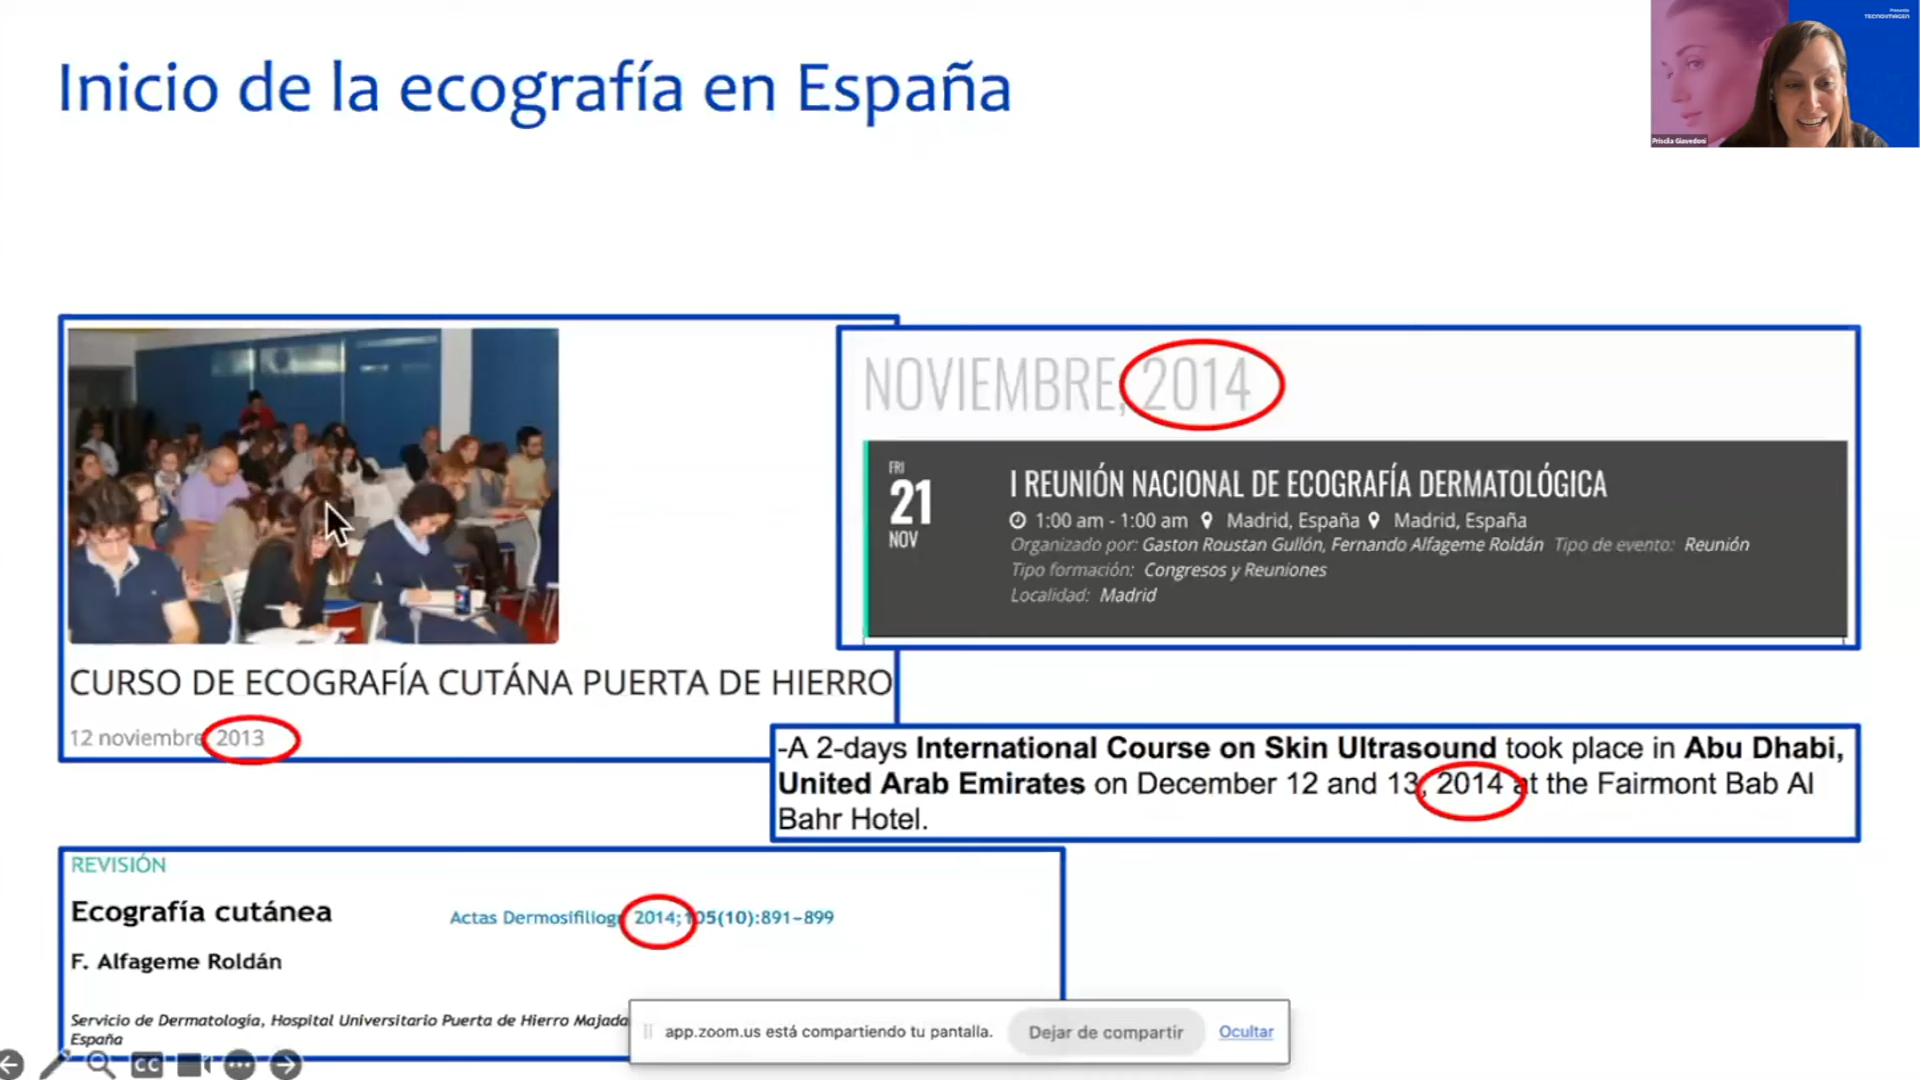 Inicio de la ecografía en España
Presenta
TECNOIMAGEN
Priscila Giavedoni
NOVIEMBRE, 2014
FRI
21
NOV
I REUNIÓN NACIONAL DE ECOGRAFÍA DERMATOLÓGICA
1:00 am - 1:00 am Madrid, España Madrid, España
Organizado por: Gaston Roustan Gullón, Fernando Alfageme Roldán Tipo de evento: Reunión
Tipo formación: Congresos y Reuniones
Localidad: Madrid
CURSO DE ECOGRAFÍA CUTÁNA PUERTA DE HIERRO
12 noviembre 2013
-A 2-days International Course on Skin Ultrasound took place in Abu Dhabi,
United Arab Emirates on December 12 and 13, 2014 at the Fairmont Bab Al
Bahr Hotel.
REVISIÓN
Ecografía cutánea
Actas Dermosifiliogr 2014;105(10):891–899
F. Alfageme Roldán
Servicio de Dermatología, Hospital Universitario Puerta de Hierro Majada
España
app.zoom.us está compartiendo tu pantalla.
Dejar de compartir
Ocultar
CC